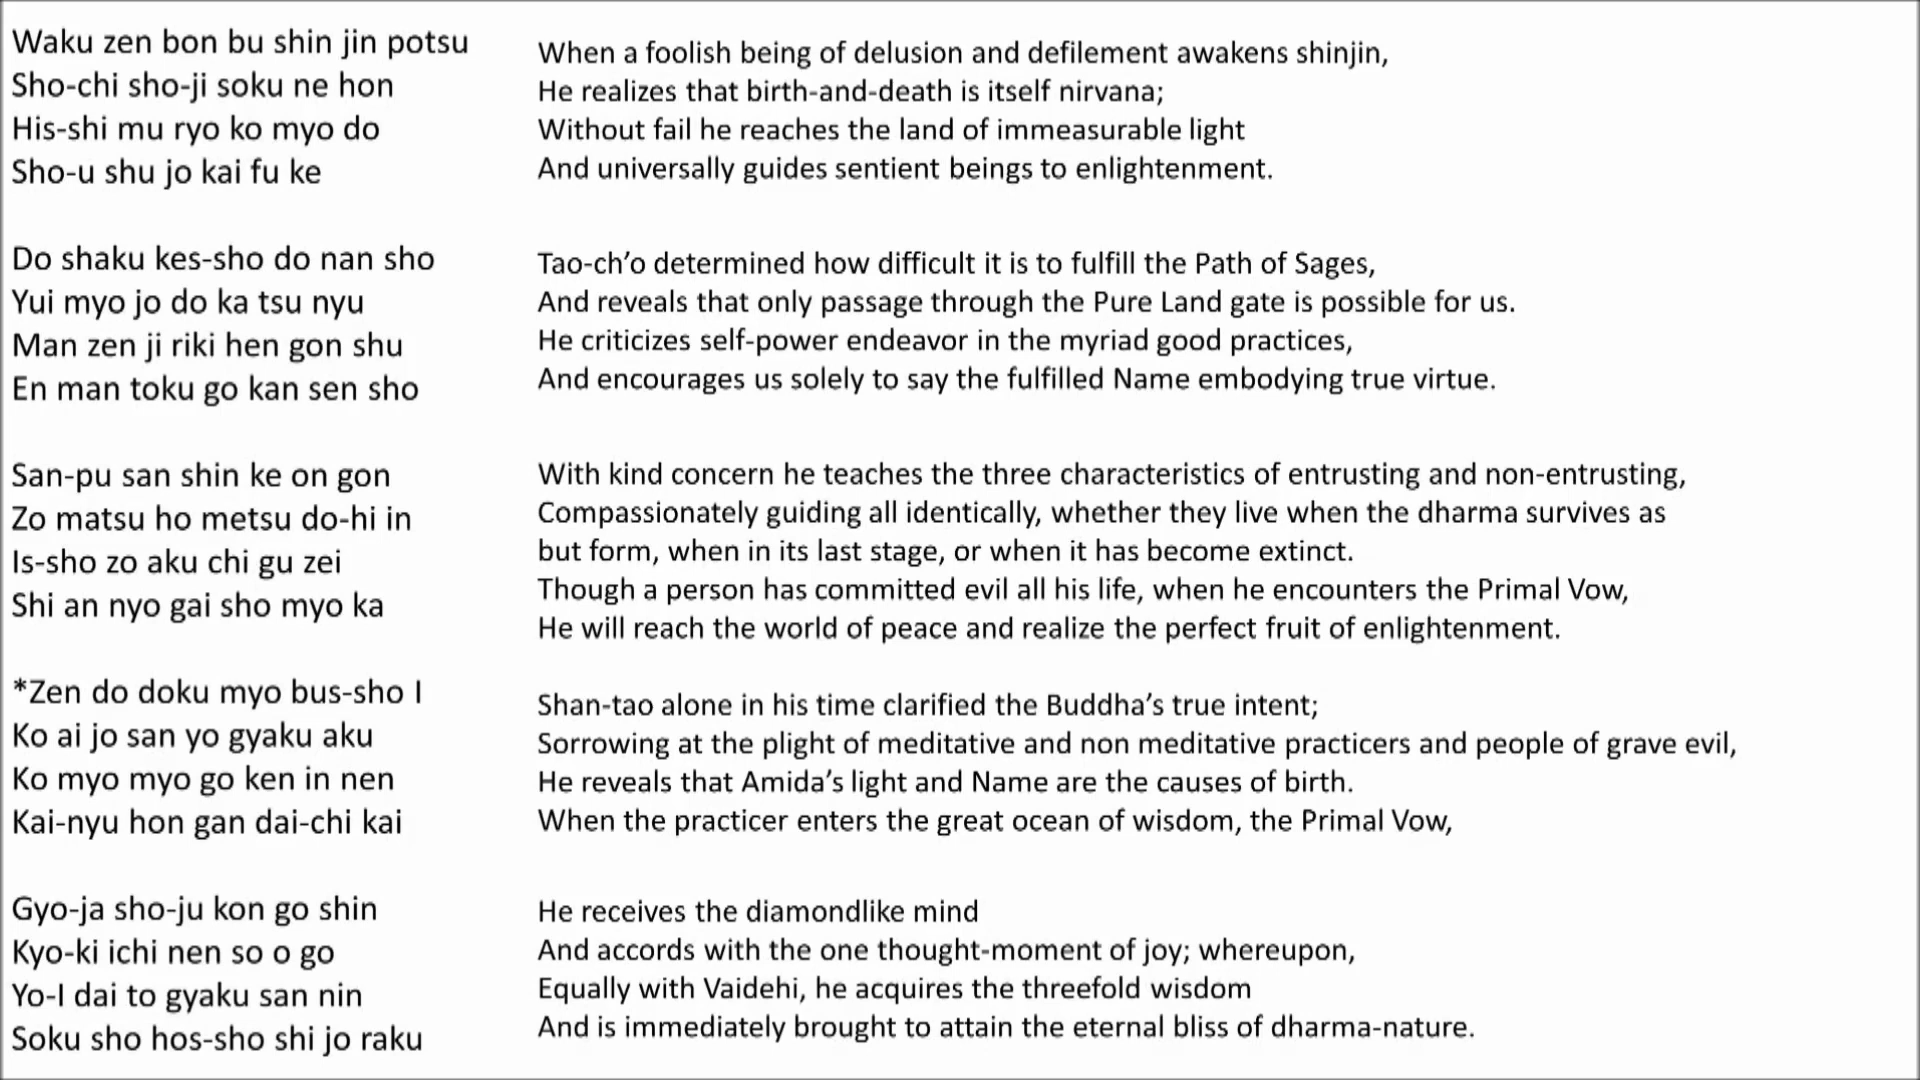 Waku zen bon bu shin jin potsu
Sho-chi sho-ji soku ne hon
His-shi mu ryo ko myo do
Sho-u shu jo kai fu ke
When a foolish being of delusion and defilement awakens shinjin,
He realizes that birth-and-death is itself nirvana;
Without fail he reaches the land of immeasurable light
And universally guides sentient beings to enlightenment.
Do shaku kes-sho do nan sho
Yui myo jo do ka tsu nyu
Man zen ji riki hen gon shu
En man toku go kan sen sho
Tao-ch’o determined how difficult it is to fulfill the Path of Sages,
And reveals that only passage through the Pure Land gate is possible for us.
He criticizes self-power endeavor in the myriad good practices,
And encourages us solely to say the fulfilled Name embodying true virtue.
San-pu san shin ke on gon
Zo matsu ho metsu do-hi in
Is-sho zo aku chi gu zei
Shi an nyo gai sho myo ka
With kind concern he teaches the three characteristics of entrusting and non-entrusting,
Compassionately guiding all identically, whether they live when the dharma survives as
but form, when in its last stage, or when it has become extinct.
Though a person has committed evil all his life, when he encounters the Primal Vow,
He will reach the world of peace and realize the perfect fruit of enlightenment.
*Zen do doku myo bus-sho I
Ko ai jo san yo gyaku aku
Ko myo myo go ken in nen
Kai-nyu hon gan dai-chi kai
Shan-tao alone in his time clarified the Buddha’s true intent;
Sorrowing at the plight of meditative and non meditative practicers and people of grave evil,
He reveals that Amida’s light and Name are the causes of birth.
When the practicer enters the great ocean of wisdom, the Primal Vow,
Gyo-ja sho-ju kon go shin
Kyo-ki ichi nen so o go
Yo-I dai to gyaku san nin
Soku sho hos-sho shi jo raku
He receives the diamondlike mind
And accords with the one thought-moment of joy; whereupon,
Equally with Vaidehi, he acquires the threefold wisdom
And is immediately brought to attain the eternal bliss of dharma-nature.